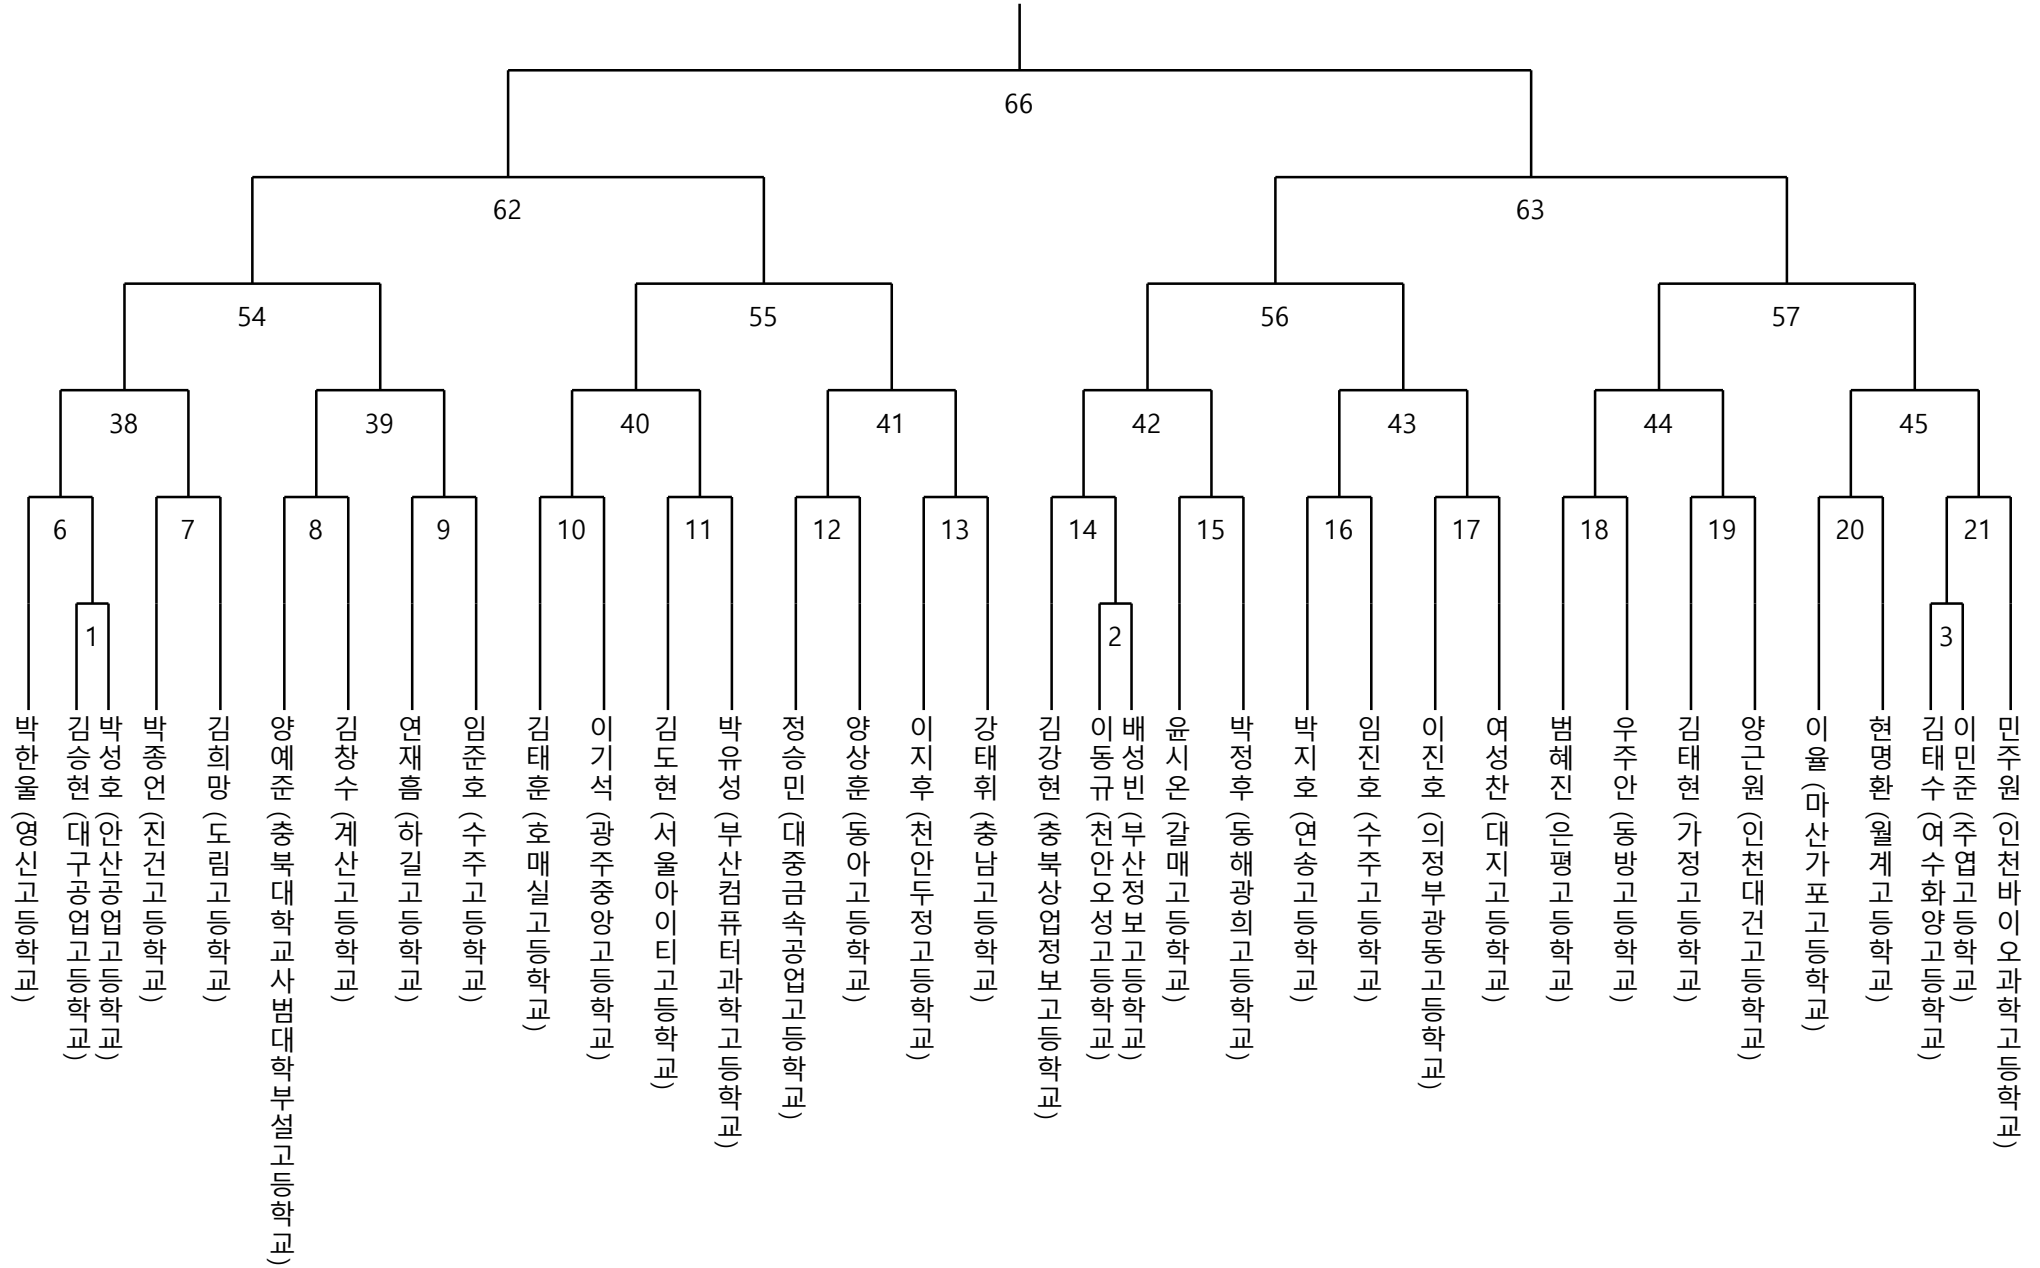 66
62
63
54
55
56
57
38
39
40
41
42
43
44
45
6
7
8
9
10
11
12
13
14
15
16
17
18
19
20
21
1
2
3
박한울 (영신고등학교)
김승현 (대구공업고등학교)
박성호 (안산공업고등학교)
박종언 (진건고등학교)
김희망 (도림고등학교)
양예준 (충북대학교사범대학부설고등학교)
김창수 (계산고등학교)
연재흠 (하길고등학교)
임준호 (수주고등학교)
김태훈 (호매실고등학교)
이기석 (광주중앙고등학교)
김도현 (서울아이티고등학교)
박유성 (부산컴퓨터과학고등학교)
정승민 (대중금속공업고등학교)
양상훈 (동아고등학교)
이지후 (천안두정고등학교)
강태휘 (충남고등학교)
김강현 (충북상업정보고등학교)
이동규 (천안오성고등학교)
배성빈 (부산정보고등학교)
윤시온 (갈매고등학교)
박정후 (동해광희고등학교)
박지호 (연송고등학교)
임진호 (수주고등학교)
이진호 (의정부광동고등학교)
여성찬 (대지고등학교)
범혜진 (은평고등학교)
우주안 (동방고등학교)
김태현 (가정고등학교)
양근원 (인천대건고등학교)
이율 (마산가포고등학교)
현명환 (월계고등학교)
김태수 (여수화양고등학교)
이민준 (주엽고등학교)
민주원 (인천바이오과학고등학교)